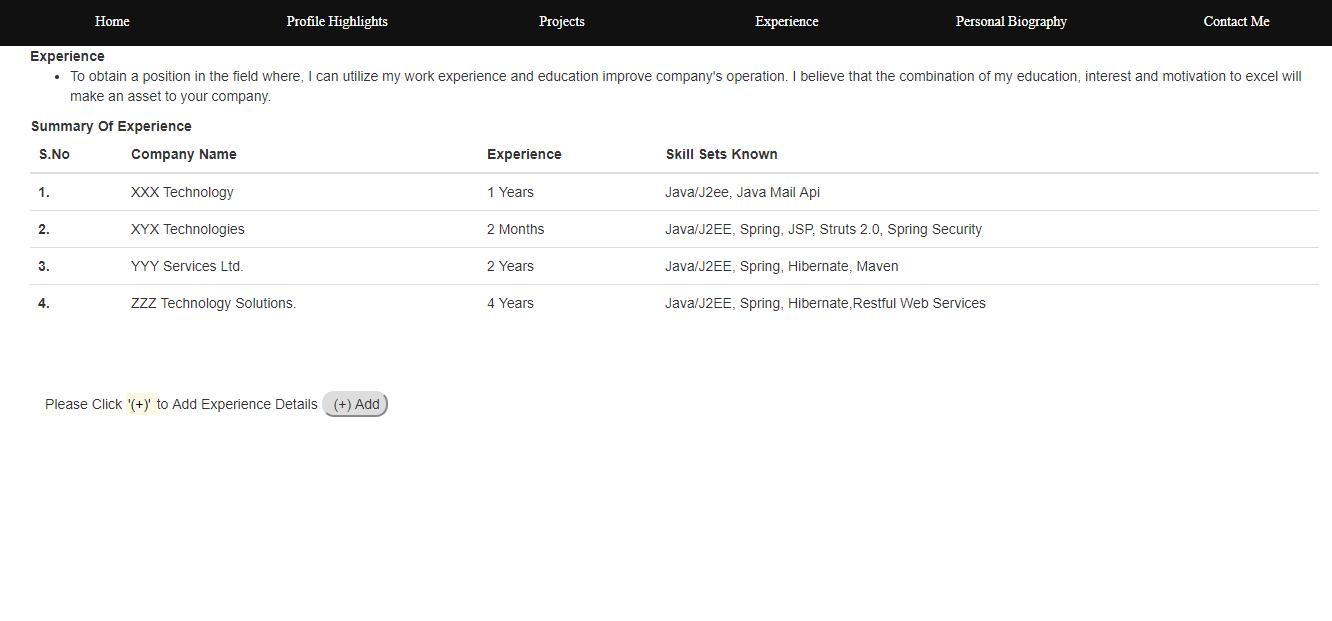 Home Profile Highlights Projects Experience Personal Biography Contact Me
Experience
• To obtain a position in the field where, I can utilize my work experience and education improve company's operation. I believe that the combination of my education, interest and motivation to excel will
make an asset to your company.
Summary Of Experience
S.No Company Name Experience Skill Sets Known
1. XXX Technology 1 Years Java/J2ee, Java Mail Api
2. XYX Technologies 2 Months Java/J2EE, Spring, JSP, Struts 2.0, Spring Security
3. YYY Services Ltd. 2 Years Java/J2EE, Spring, Hibernate, Maven
4. ZZZ Technology Solutions. 4 Years Java/J2EE, Spring, Hibernate,Restful Web Services
Please Click '(+)' to Add Experience Details (+) Add